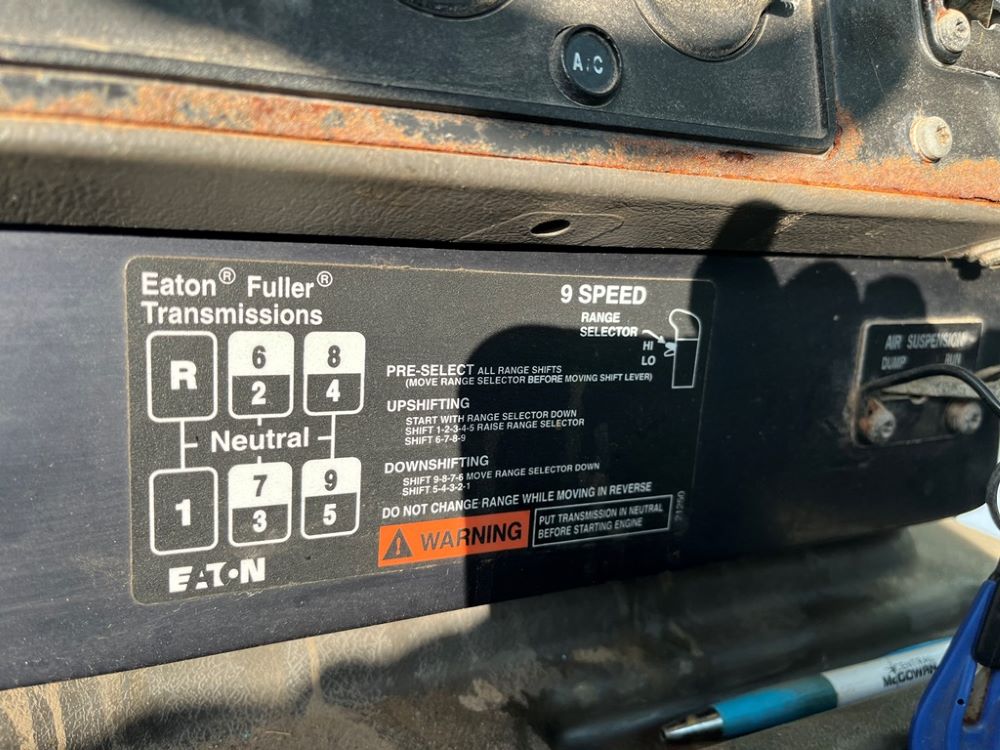 A/C
Eaton® Fuller®
Transmissions
9 SPEED
RANGE
SELECTOR
HI
LO
R
6
2
8
4
Neutral
1
7
3
9
5
EATON
PRE-SELECT ALL RANGE SHIFTS
(MOVE RANGE SELECTOR BEFORE MOVING SHIFT LEVER)
UPSHIFTING
START WITH RANGE SELECTOR DOWN
SHIFT 1-2-3-4-5 RAISE RANGE SELECTOR
SHIFT 6-7-8-9
DOWNSHIFTING
SHIFT 9-8-7-6 MOVE RANGE SELECTOR DOWN
SHIFT 5-4-3-2-1
DO NOT CHANGE RANGE WHILE MOVING IN REVERSE
WARNING
PUT TRANSMISSION IN NEUTRAL
BEFORE STARTING ENGINE
AIR SUSPENSION
DUMP RUN